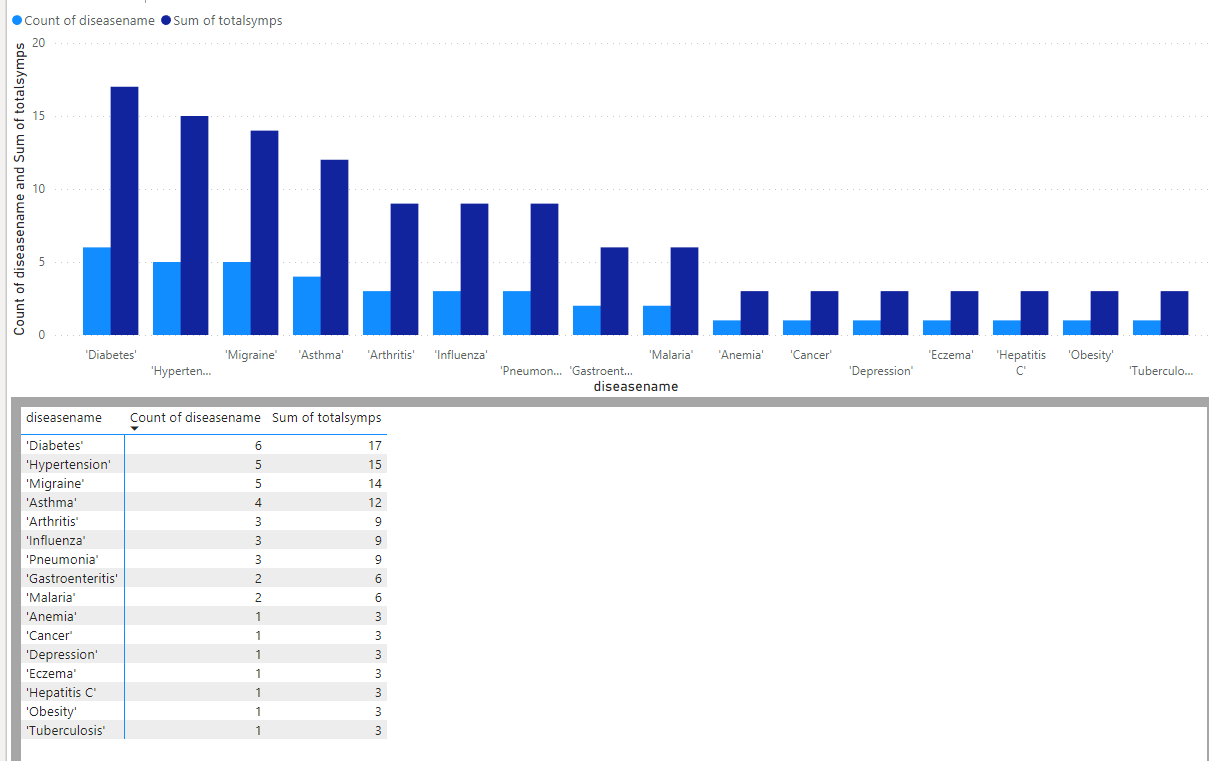 Count of diseasename Sum of totalsymps
Count of diseasename and Sum of totalsymps
20
15
10
5
0
'Diabetes' 'Hyperten... 'Migraine' 'Asthma' 'Arthritis' 'Influenza' 'Pneumon... 'Gastroent... 'Malaria' 'Anemia' 'Cancer' 'Depression' 'Eczema' 'Hepatitis C' 'Obesity' 'Tuberculo...
diseasename
diseasename Count of diseasename Sum of totalsymps
'Diabetes' 6 17
'Hypertension' 5 15
'Migraine' 5 14
'Asthma' 4 12
'Arthritis' 3 9
'Influenza' 3 9
'Pneumonia' 3 9
'Gastroenteritis' 2 6
'Malaria' 2 6
'Anemia' 1 3
'Cancer' 1 3
'Depression' 1 3
'Eczema' 1 3
'Hepatitis C' 1 3
'Obesity' 1 3
'Tuberculosis' 1 3